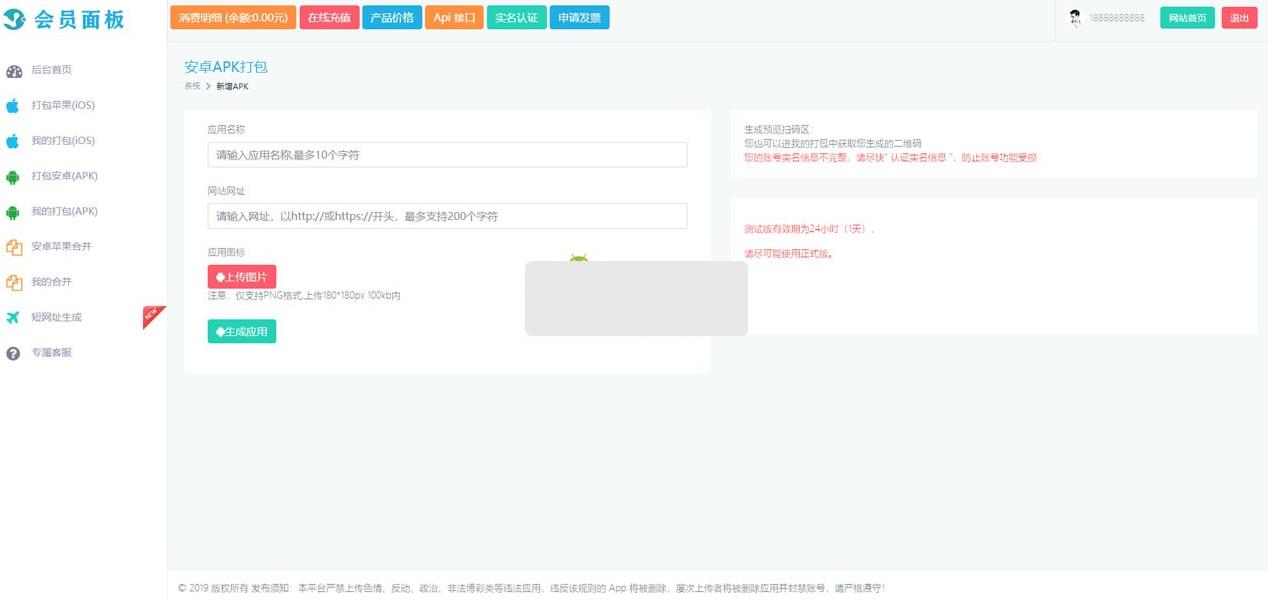 会员面板
消费明细 (余额:0.00元)
在线充值
产品价格
Api 接口
实名认证
申请发票
18888888888
网站首页
退出
后台首页
打包苹果(iOS)
我的打包(iOS)
打包安卓(APK)
我的打包(APK)
安卓苹果合并
我的合并
短网址生成
NEW
专属客服
安卓APK打包
系统
新增APK
应用名称
请输入应用名称,最多10个字符
网站网址
请输入网址，以http://或https://开头，最多支持200个字符
应用图标
上传图片
注意：仅支持PNG格式,上传180*180px 100kb内
生成应用
生成预览扫码区：
您也可以进我的打包中获取您生成的二维码
您的账号实名信息不完整，请尽快“ 认证实名信息 ”，防止账号功能受损
测试版有效期为24小时（1天），
请尽可能使用正式版。
© 2019 版权所有 发布须知：本平台严禁上传色情、反动、政治、非法博彩类等违法应用，违反该规则的 App 将被删除，屡次上传者将被删除应用并封禁账号，请严格遵守！